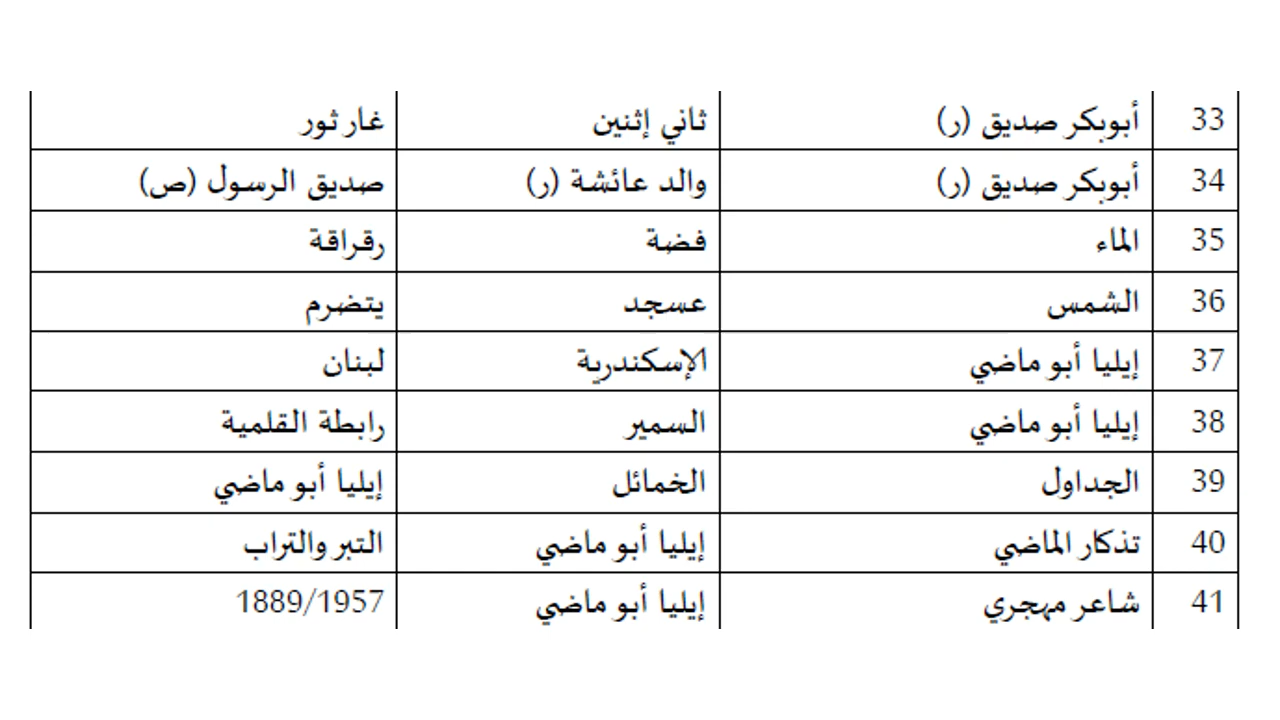 33 أبوبكر صديق (ر) ثاني إثنين غار ثور
34 أبوبكر صديق (ر) والد عائشة (ر) صديق الرسول (ص)
35 الماء فضة رقراقة
36 الشمس عسجد يتضرم
37 إيليا أبو ماضي الإسكندرية لبنان
38 إيليا أبو ماضي السمير رابطة القلمية
39 الجداول الخمائل إيليا أبو ماضي
40 تذكار الماضي إيليا أبو ماضي التبر والتراب
41 شاعر مهجري إيليا أبو ماضي 1889/1957